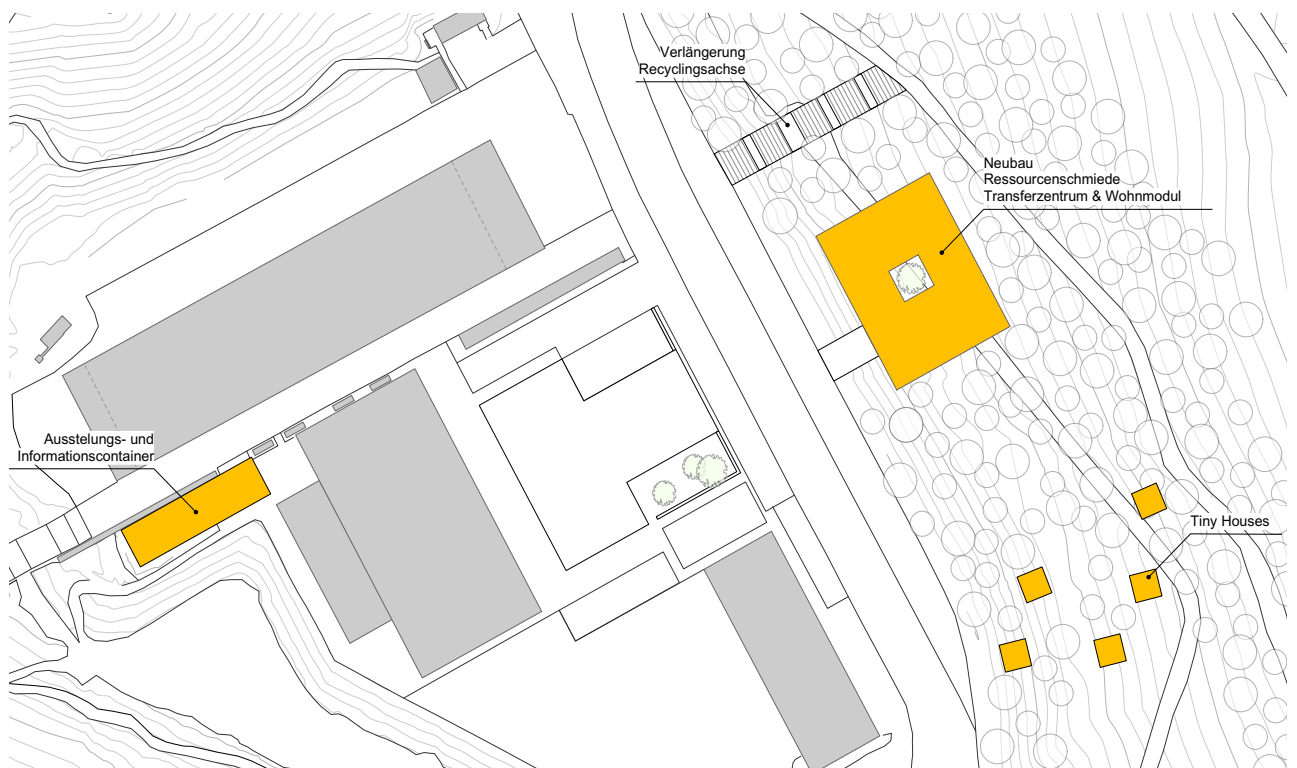 Verlängerung
Recyclingsachse
Neubau
Ressourcenschmiede
Transferzentrum & Wohnmodul
Ausstelungs- und
Informationscontainer
Tiny Houses